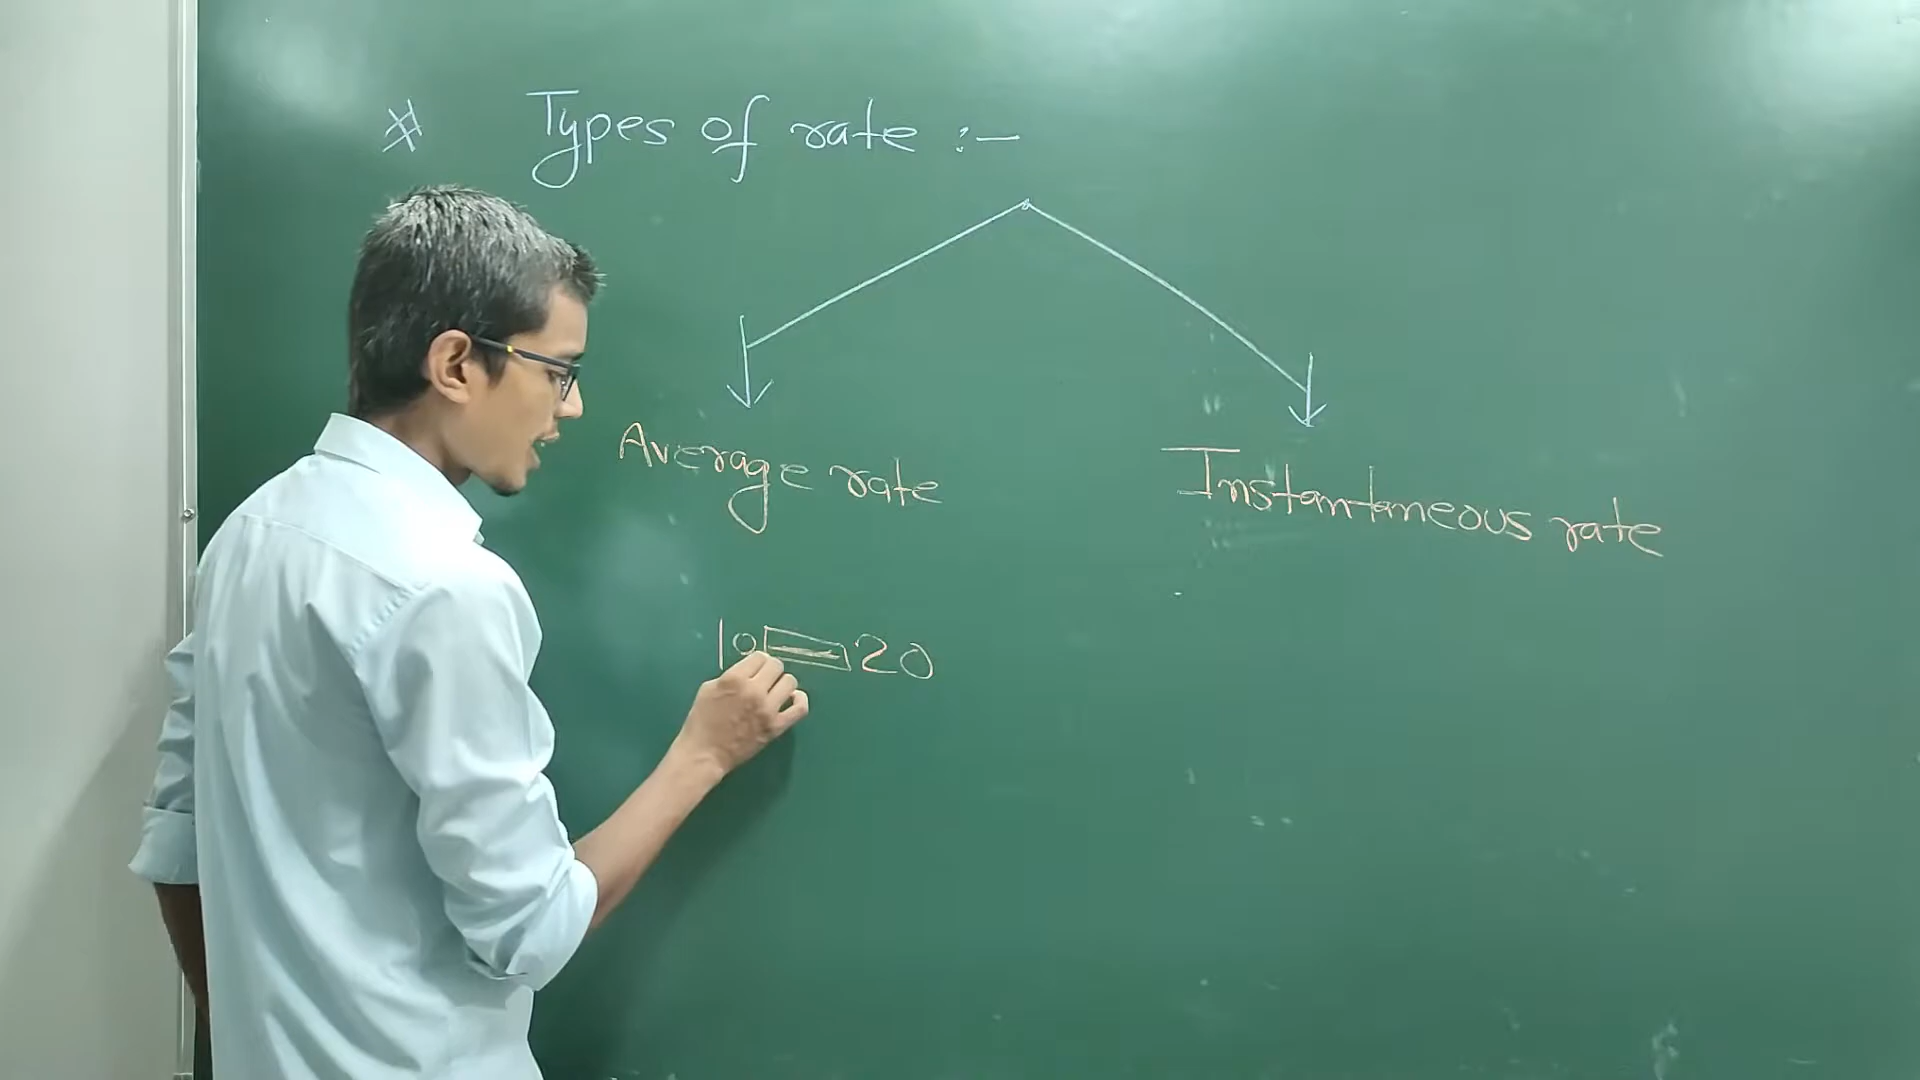 Types of rate :-
Average rate
Instantaneous rate
10 — 20